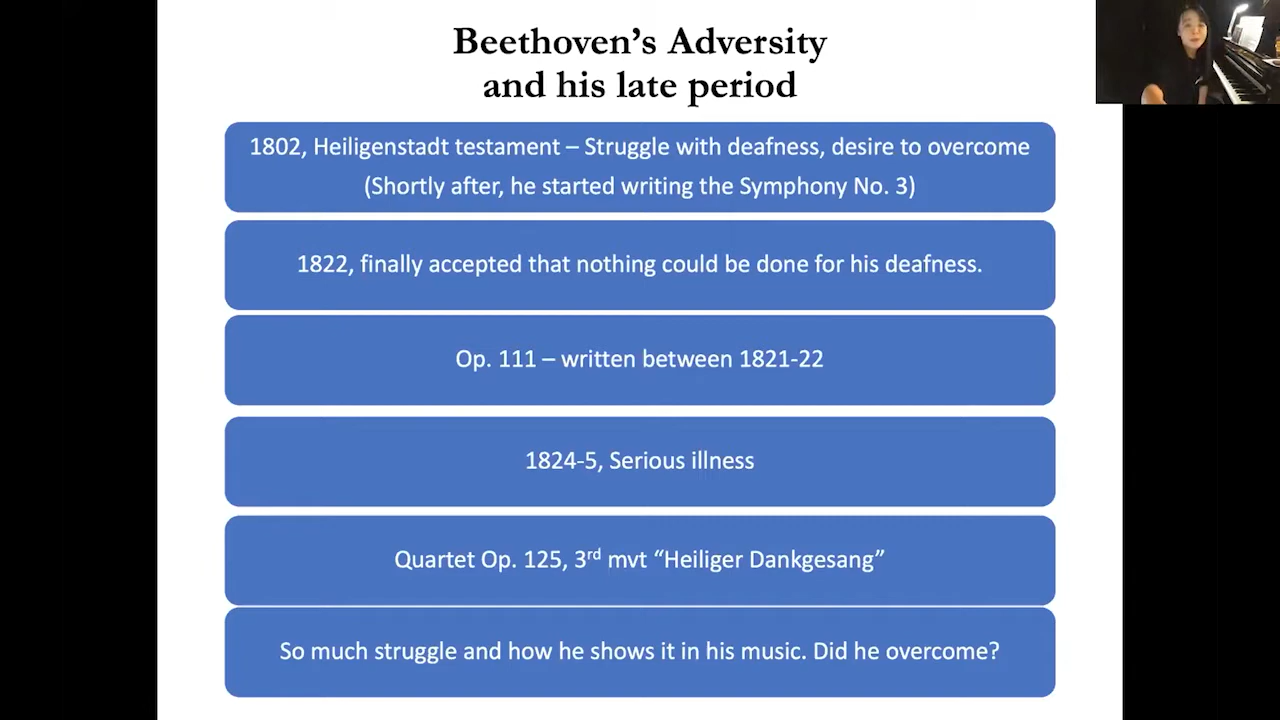 Beethoven’s Adversity
and his late period
1802, Heiligenstadt testament – Struggle with deafness, desire to overcome
(Shortly after, he started writing the Symphony No. 3)
1822, finally accepted that nothing could be done for his deafness.
Op. 111 – written between 1821-22
1824-5, Serious illness
Quartet Op. 125, 3rd mvt “Heiliger Dankgesang”
So much struggle and how he shows it in his music. Did he overcome?